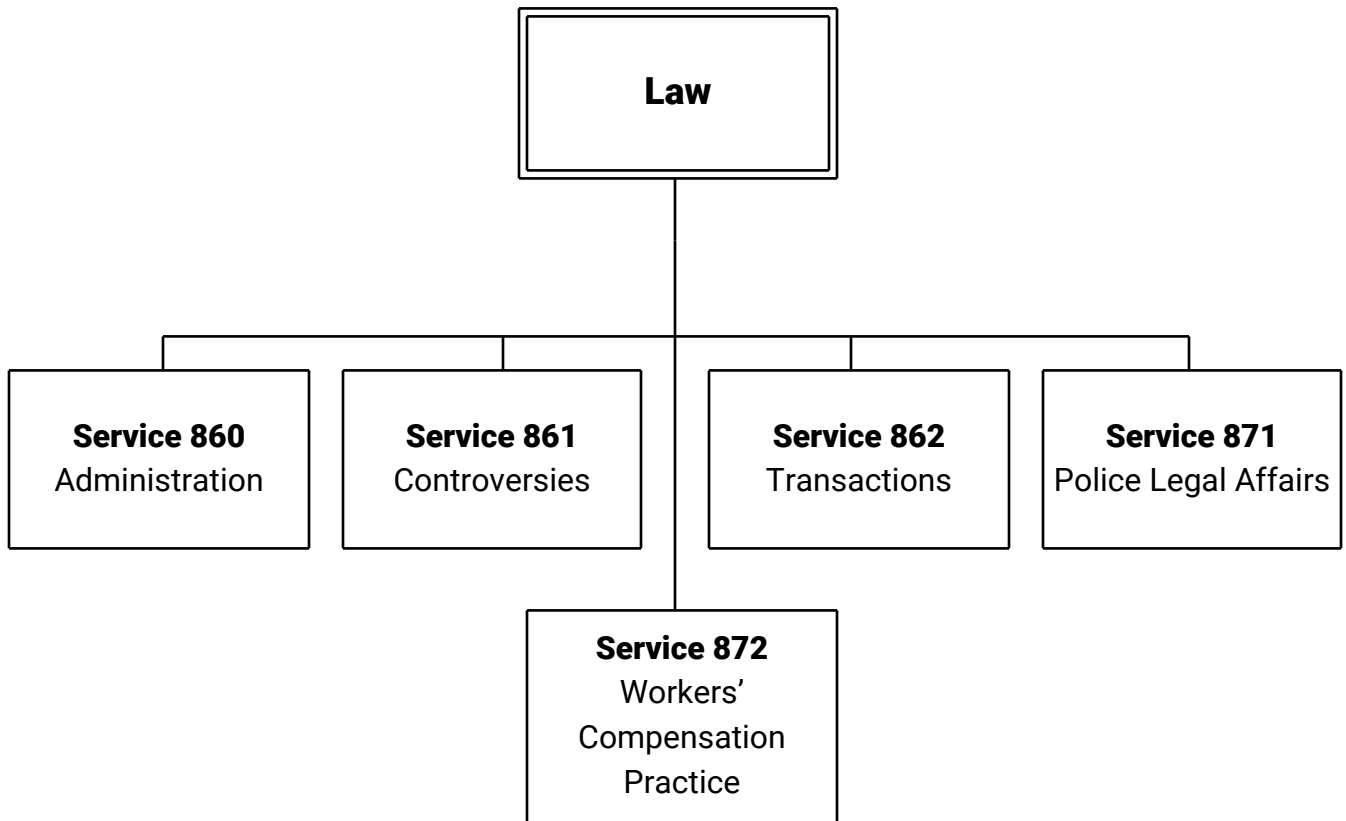 Law
Service 860
Administration
Service 861
Controversies
Service 862
Transactions
Service 871
Police Legal Affairs
Service 872
Workers’
Compensation
Practice